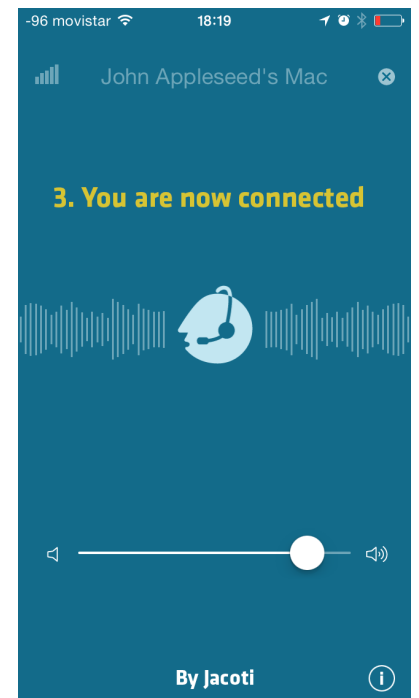 -96 movistar 18:19
John Appleseed's Mac
3. You are now connected
By Jacoti
i